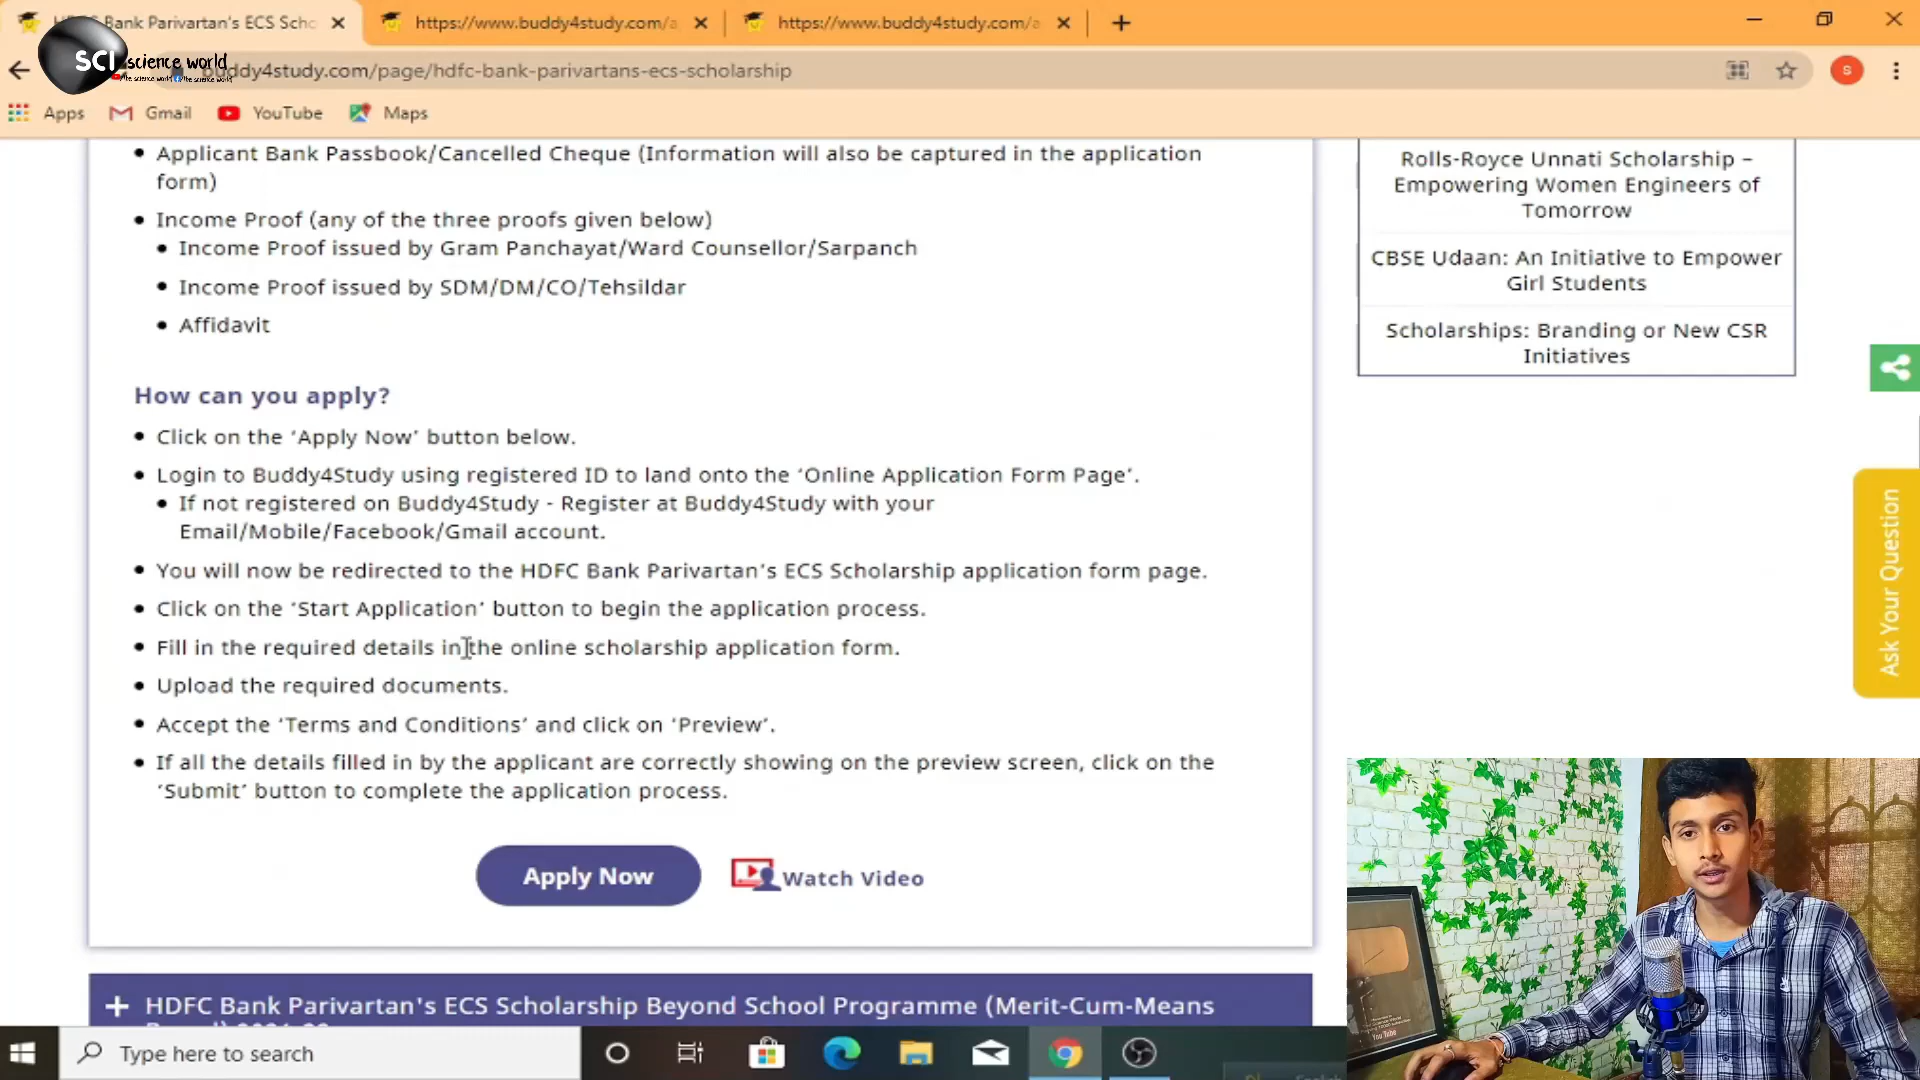 Bank Parivartan's ECS Scho
https://www.buddy4study.com/a
https://www.buddy4study.com/a
SCI science world
buddy4study.com/page/hdfc-bank-parivartans-ecs-scholarship
S
Apps
Gmail
YouTube
Maps
• Applicant Bank Passbook/Cancelled Cheque (Information will also be captured in the application
form)
• Income Proof (any of the three proofs given below)
• Income Proof issued by Gram Panchayat/Ward Counsellor/Sarpanch
• Income Proof issued by SDM/DM/CO/Tehsildar
• Affidavit
How can you apply?
• Click on the ‘Apply Now’ button below.
• Login to Buddy4Study using registered ID to land onto the ‘Online Application Form Page’.
• If not registered on Buddy4Study - Register at Buddy4Study with your
Email/Mobile/Facebook/Gmail account.
• You will now be redirected to the HDFC Bank Parivartan’s ECS Scholarship application form page.
• Click on the ‘Start Application’ button to begin the application process.
• Fill in the required details in the online scholarship application form.
• Upload the required documents.
• Accept the ‘Terms and Conditions’ and click on ‘Preview’.
• If all the details filled in by the applicant are correctly showing on the preview screen, click on the
‘Submit’ button to complete the application process.
Apply Now
Watch Video
+ HDFC Bank Parivartan's ECS Scholarship Beyond School Programme (Merit-Cum-Means
Rolls-Royce Unnati Scholarship –
Empowering Women Engineers of
Tomorrow
CBSE Udaan: An Initiative to Empower
Girl Students
Scholarships: Branding or New CSR
Initiatives
Ask Your Question
YouTube
Type here to search